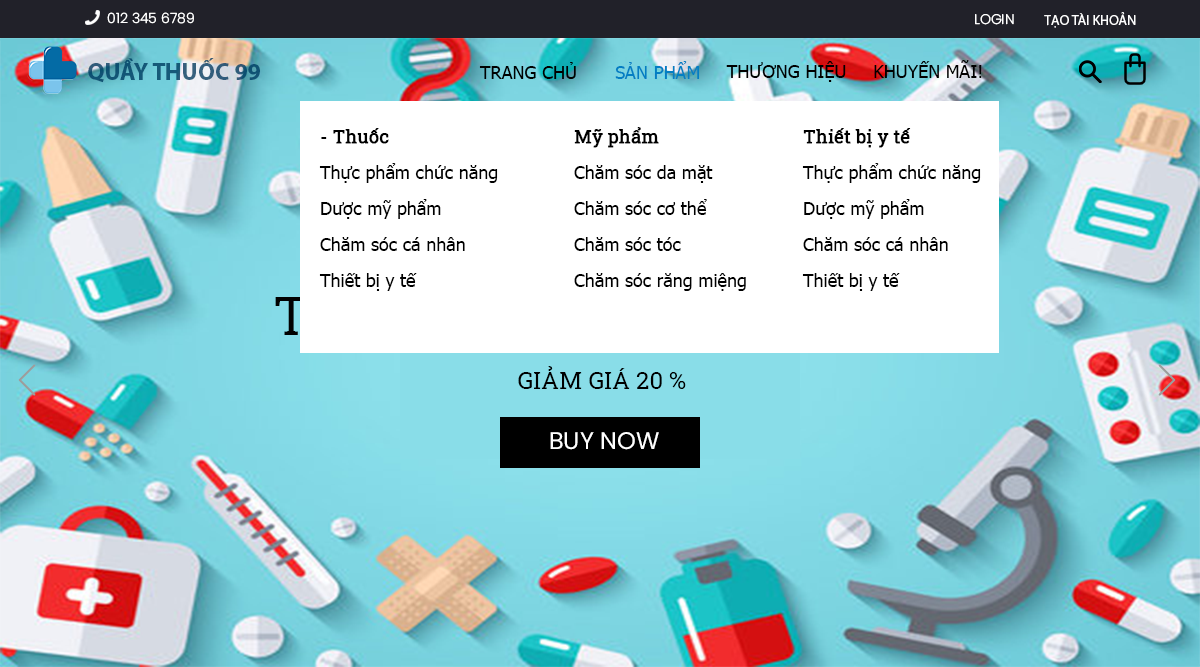 012 345 6789
LOGIN
TẠO TÀI KHOẢN
QUẦY THUỐC 99
TRANG CHỦ
SẢN PHẨM
THƯƠNG HIỆU
KHUYẾN MÃI!
- Thuốc
Thực phẩm chức năng
Dược mỹ phẩm
Chăm sóc cá nhân
Thiết bị y tế
Mỹ phẩm
Chăm sóc da mặt
Chăm sóc cơ thể
Chăm sóc tóc
Chăm sóc răng miệng
Thiết bị y tế
Thực phẩm chức năng
Dược mỹ phẩm
Chăm sóc cá nhân
Thiết bị y tế
GIẢM GIÁ 20 %
BUY NOW